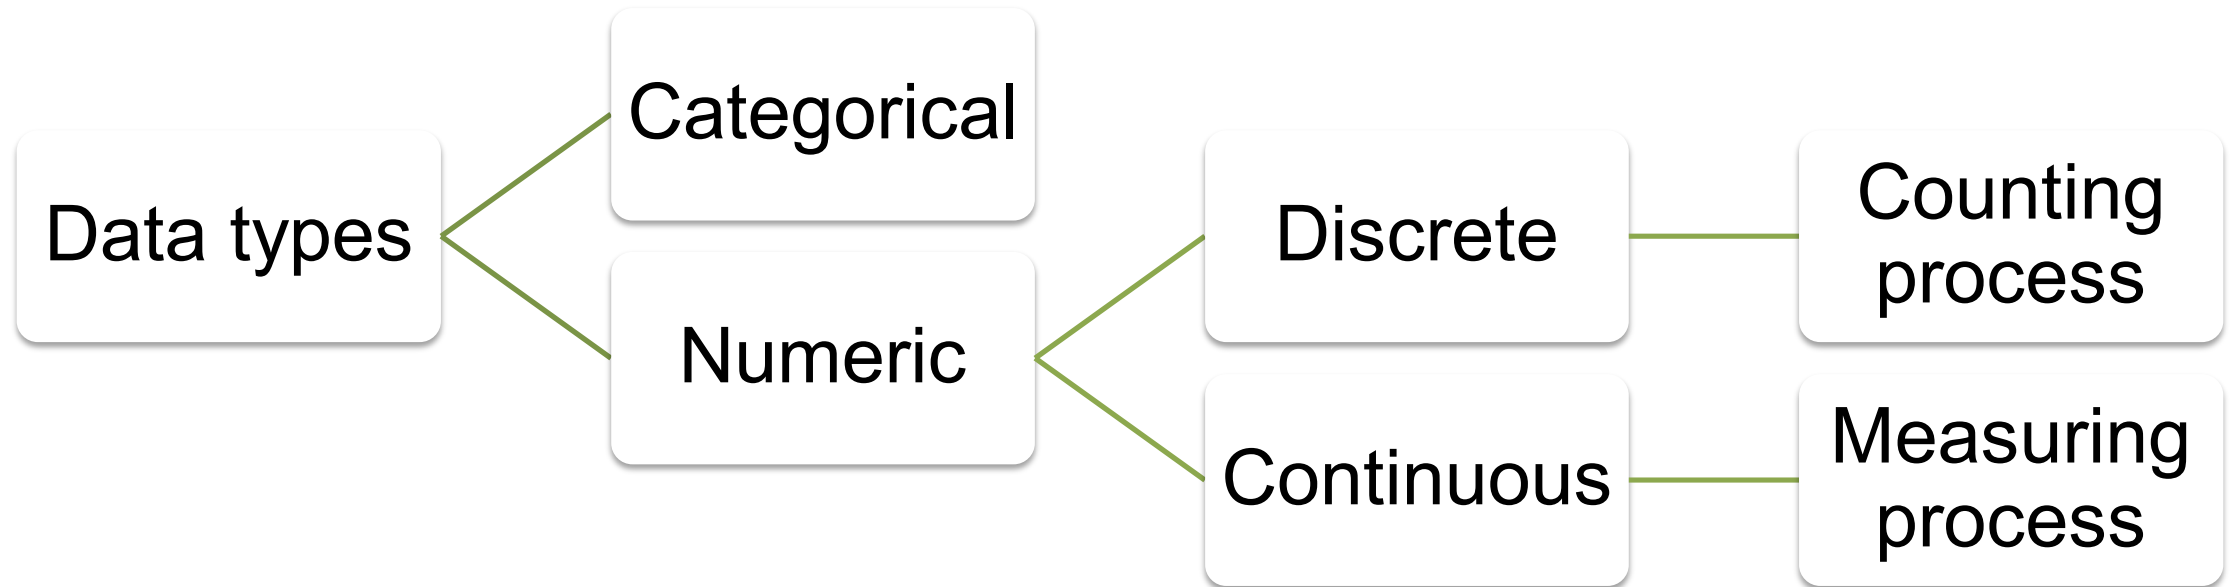 Data types
Categorical
Numeric
Discrete
Continuous
Counting
process
Measuring
process